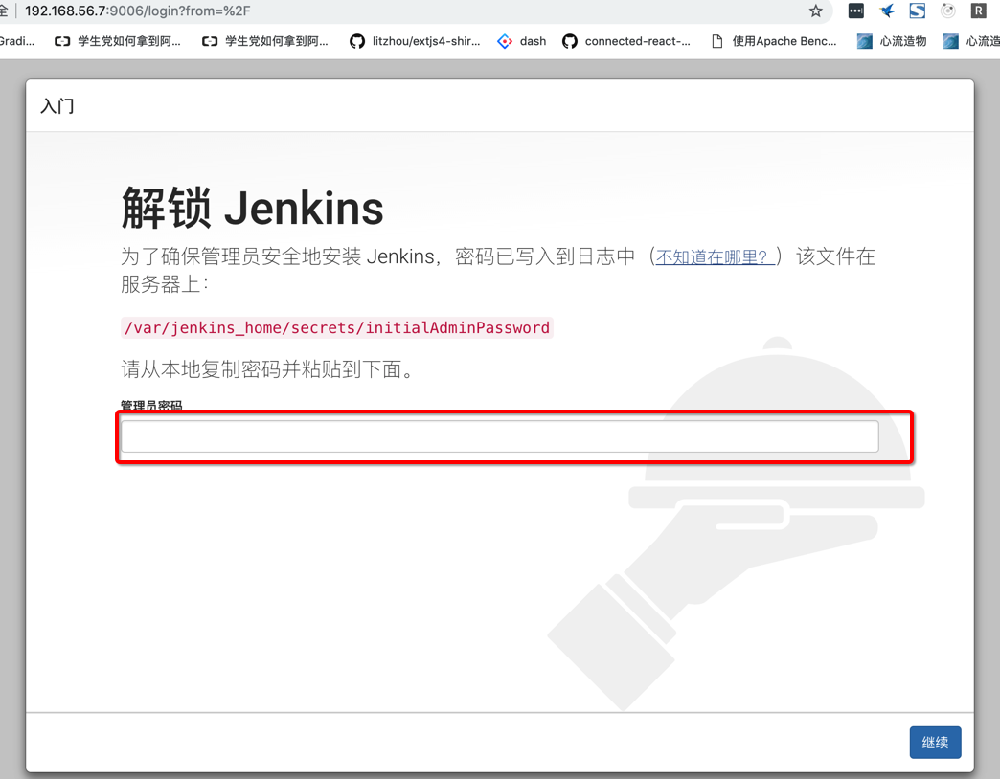 全 192.168.56.7:9006/login?from=%2F
Gradi... 学生党如何拿到阿... 学生党如何拿到阿... litzhou/extjs4-shir... dash connected-react-... 使用Apache Benc... 心流造物 心流造
入门
解锁 Jenkins
为了确保管理员安全地安装 Jenkins，密码已写入到日志中（不知道在哪里？）该文件在
服务器上：
/var/jenkins_home/secrets/initialAdminPassword
请从本地复制密码并粘贴到下面。
管理员密码
继续